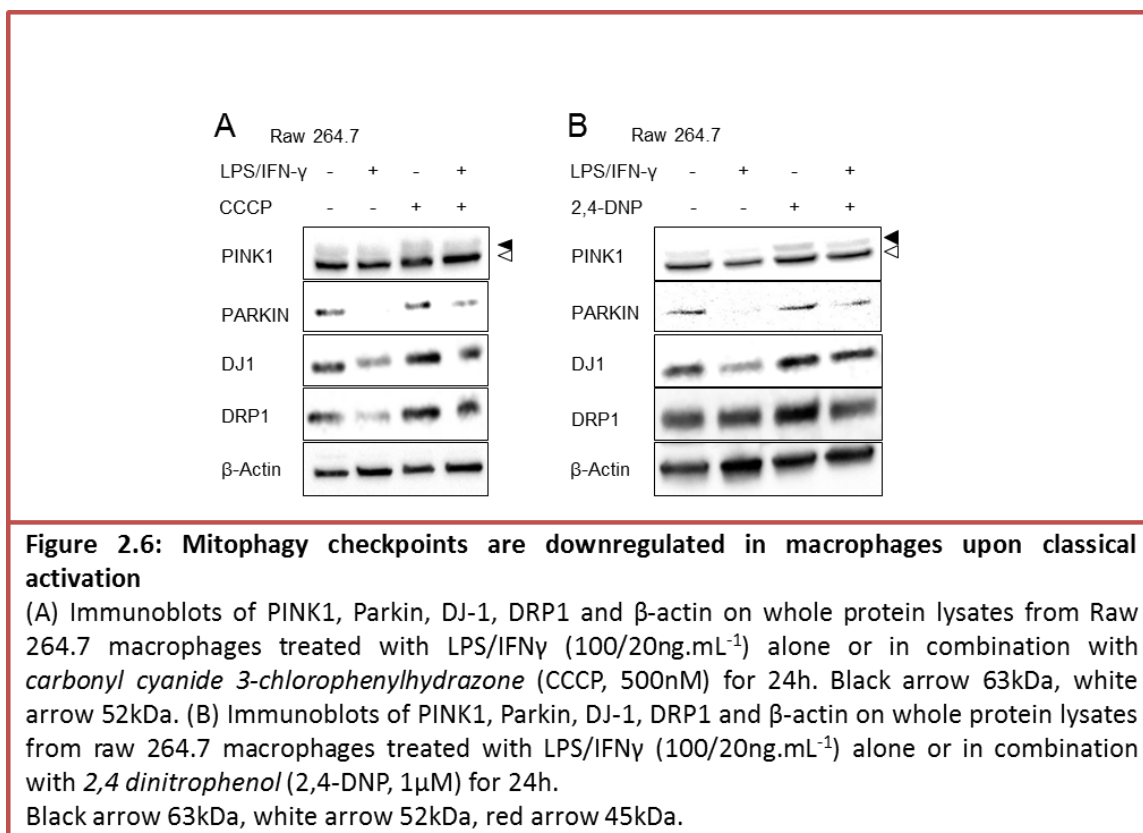 A
Raw 264.7
LPS/IFN-γ - + - +
CCCP - - + +
PINK1
PARKIN
DJ1
DRP1
β-Actin
B
Raw 264.7
LPS/IFN-γ - + - +
2,4-DNP - - + +
PINK1
PARKIN
DJ1
DRP1
β-Actin
Figure 2.6: Mitophagy checkpoints are downregulated in macrophages upon classical
activation
(A) Immunoblots of PINK1, Parkin, DJ-1, DRP1 and β-actin on whole protein lysates from Raw
264.7 macrophages treated with LPS/IFNγ (100/20ng.mL⁻¹) alone or in combination with
carbonyl cyanide 3-chlorophenylhydrazone (CCCP, 500nM) for 24h. Black arrow 63kDa, white
arrow 52kDa. (B) Immunoblots of PINK1, Parkin, DJ-1, DRP1 and β-actin on whole protein lysates
from raw 264.7 macrophages treated with LPS/IFNγ (100/20ng.mL⁻¹) alone or in combination
with 2,4 dinitrophenol (2,4-DNP, 1μM) for 24h.
Black arrow 63kDa, white arrow 52kDa, red arrow 45kDa.